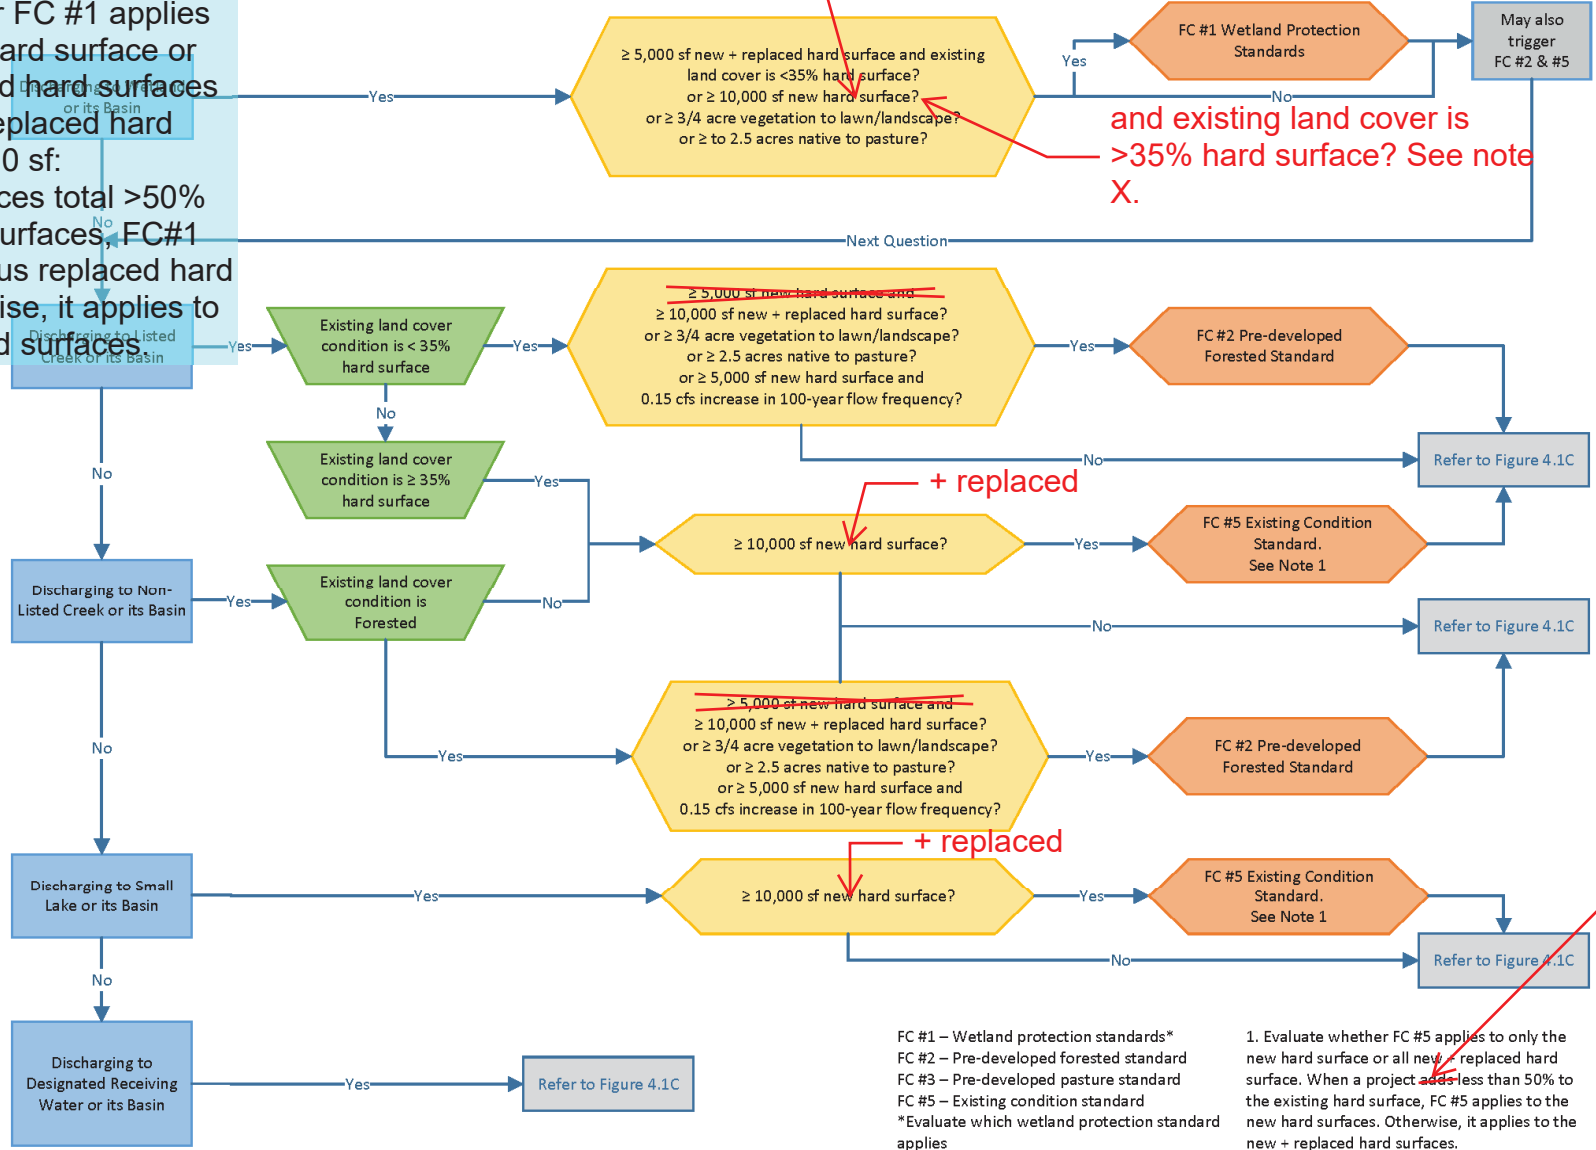 r FC #1 applies
ard surface or
d hard surfaces
eplaced hard
0 sf:
ces total >50%
urfaces, FC#1
us replaced hard
ise, it applies to
d surfaces.
Discharging to Wetland
or its Basin
Yes
≥ 5,000 sf new + replaced hard surface and existing
land cover is <35% hard surface?
or ≥ 10,000 sf new hard surface?
or ≥ 3/4 acre vegetation to lawn/landscape?
or ≥ to 2.5 acres native to pasture?
Yes
FC #1 Wetland Protection
Standards
May also
trigger
FC #2 & #5
No
and existing land cover is
>35% hard surface? See note
X.
No
Next Question
Discharging to Listed
Creek or its Basin
Yes
Existing land cover
condition is < 35%
hard surface
Yes
≥ 5,000 sf new hard surface and
≥ 10,000 sf new + replaced hard surface?
or ≥ 3/4 acre vegetation to lawn/landscape?
or ≥ 2.5 acres native to pasture?
or ≥ 5,000 sf new hard surface and
0.15 cfs increase in 100-year flow frequency?
Yes
FC #2 Pre-developed
Forested Standard
No
No
Refer to Figure 4.1C
No
Existing land cover
condition is ≥ 35%
hard surface
Yes
+ replaced
≥ 10,000 sf new hard surface?
Yes
FC #5 Existing Condition
Standard.
See Note 1
Discharging to Non-
Listed Creek or its Basin
Yes
Existing land cover
condition is
Forested
No
No
Refer to Figure 4.1C
No
Yes
≥ 5,000 sf new hard surface and
≥ 10,000 sf new + replaced hard surface?
or ≥ 3/4 acre vegetation to lawn/landscape?
or ≥ 2.5 acres native to pasture?
or ≥ 5,000 sf new hard surface and
0.15 cfs increase in 100-year flow frequency?
Yes
FC #2 Pre-developed
Forested Standard
+ replaced
Discharging to Small
Lake or its Basin
Yes
≥ 10,000 sf new hard surface?
Yes
FC #5 Existing Condition
Standard.
See Note 1
No
Refer to Figure 4.1C
No
Discharging to
Designated Receiving
Water or its Basin
Yes
Refer to Figure 4.1C
FC #1 – Wetland protection standards*
FC #2 – Pre-developed forested standard
FC #3 – Pre-developed pasture standard
FC #5 – Existing condition standard
*Evaluate which wetland protection standard
applies
1. Evaluate whether FC #5 applies to only the
new hard surface or all new + replaced hard
surface. When a project adds less than 50% to
the existing hard surface, FC #5 applies to the
new hard surfaces. Otherwise, it applies to the
new + replaced hard surfaces.